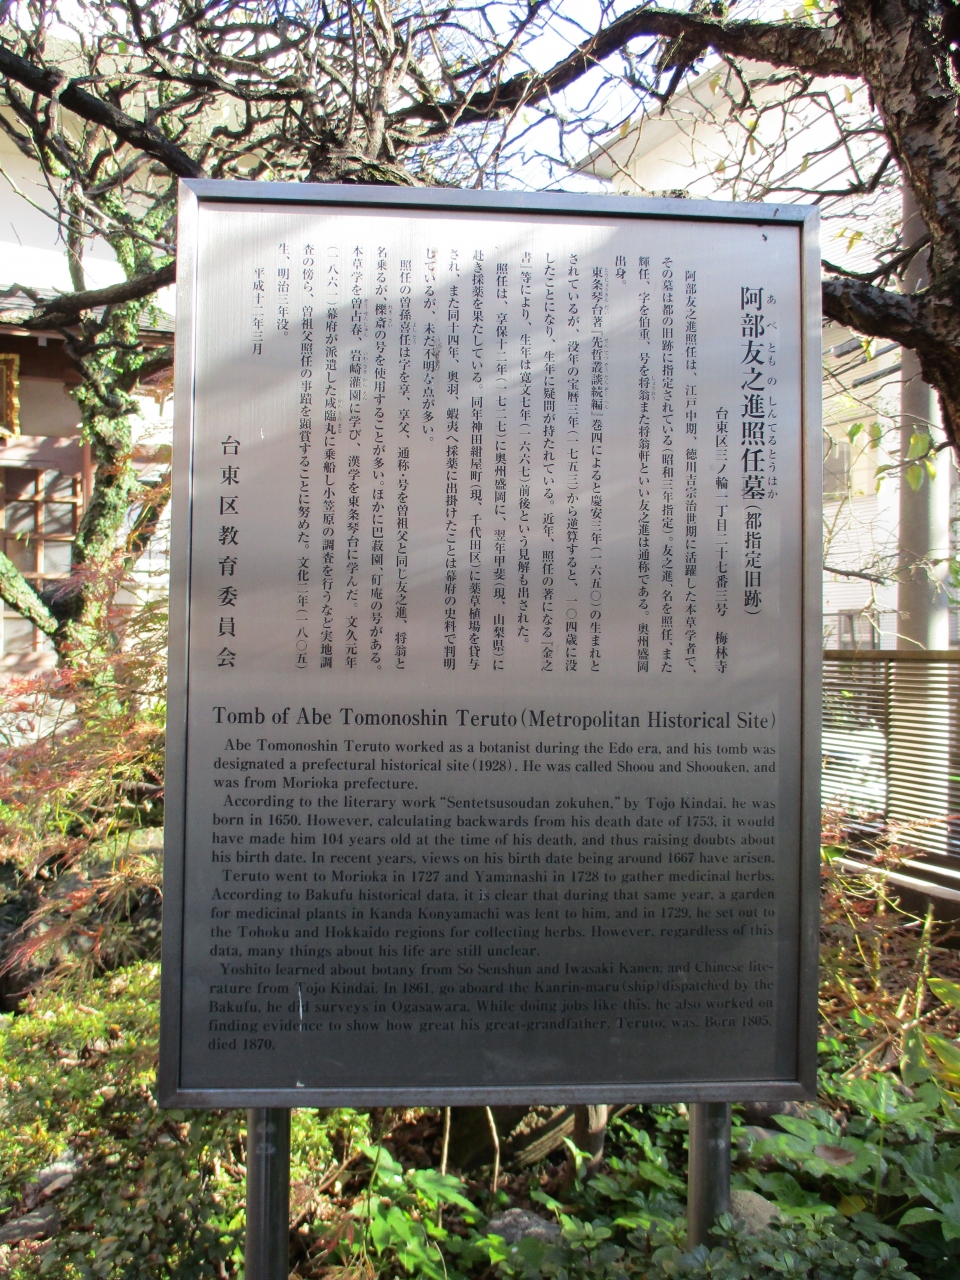 阿部友之進照任墓(都指定旧跡)
あべとものしんてるとうはか
台東区三ノ輪一丁目二十七番三号 梅林寺
阿部友之進照任は、江戸中期、徳川吉宗治世期に活躍した本草学者で、
その墓は都の旧跡に指定されている(昭和三年指定)。友之進、名を照任、また
輝任、字を伯重、号を将翁また将翁軒といい友之進は通称である。奥州盛岡
出身。
東条琴台著『先哲叢談続編』巻四によると慶安三年(一六五〇)の生まれと
されているが、没年の宝暦三年(一七五三)から逆算すると、一〇四歳に没
したことになり、生年に疑問が持たれている。近年、照任の著になる『金之
書』等により、生年は寛文七年(一六六七)前後という見解も出された。
照任は、享保十二年(一七二七)に奥州盛岡に、翌年甲斐(現、山梨県)に
赴き採薬を果たしている。同年神田紺屋町(現、千代田区)に薬草植場を貸与
され、また同十四年、奥羽、蝦夷へ採薬に出掛けたことは幕府の史料で判明
しているが、未だ不明な点が多い。
照任の曽孫喜任は字を享、享父、通称・号を曽祖父と同じ友之進、将翁と
名乗るが、櫟斎の号を使用することが多い。ほかに巴菽園、矴庵の号がある。
本草学を曽占春、岩崎灌園に学び、漢学を東条琴台に学んだ。文久元年
(一八六一)幕府が派遣した咸臨丸に乗船し小笠原の調査を行うなど実地調
査の傍ら、曽祖父照任の事蹟を顕賞することに努めた。文化二年(一八〇五)
生、明治三年没。
平成十二年三月
台東区教育委員会
Tomb of Abe Tomonoshin Teruto(Metropolitan Historical Site)
Abe Tomonoshin Teruto worked as a botanist during the Edo era, and his tomb was
designated a prefectural historical site(1928). He was called Shoou and Shoouken, and
was from Morioka prefecture.
According to the literary work "Sentetsusoudan zokuhen," by Tojo Kindai, he was
born in 1650. However, calculating backwards from his death date of 1753, it would
have made him 104 years old at the time of his death, and thus raising doubts about
his birth date. In recent years, views on his birth date being around 1667 have arisen.
Teruto went to Morioka in 1727 and Yamanashi in 1728 to gather medicinal herbs.
According to Bakufu historical data, it is clear that during that same year, a garden
for medicinal plants in Kanda Konyamachi was lent to him, and in 1729, he set out to
the Tohoku and Hokkaido regions for collecting herbs. However, regardless of this
data, many things about his life are still unclear.
Yoshito learned about botany from So Senshun and Iwasaki Kanen, and Chinese lite-
rature from Tojo Kindai. In 1861, go aboard the Kanrin-maru(ship)dispatched by the
Bakufu, he did surveys in Ogasawara. While doing jobs like this, he also worked on
finding evidence to show how great his great-grandfather, Teruto, was. Born 1805,
died 1870.